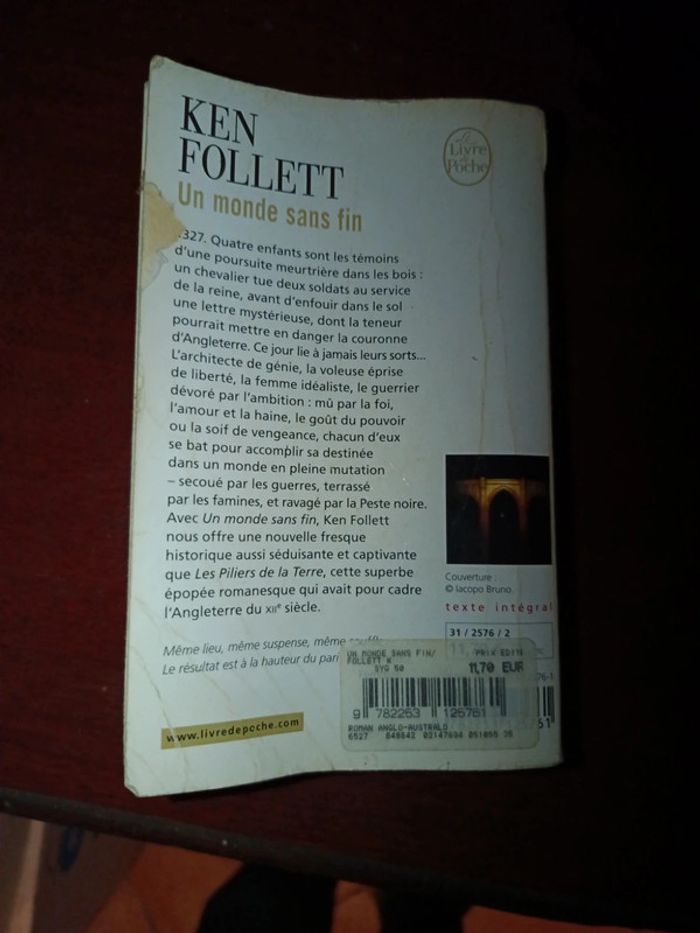 KEN
FOLLETT
Un monde sans fin
Le
Livre
de
Poche
327. Quatre enfants sont les témoins
d'une poursuite meurtrière dans les bois :
un chevalier tue deux soldats au service
de la reine, avant d'enfouir dans le sol
une lettre mystérieuse, dont la teneur
pourrait mettre en danger la couronne
d'Angleterre. Ce jour lie à jamais leurs sorts...
L'architecte de génie, la voleuse éprise
de liberté, la femme idéaliste, le guerrier
dévoré par l'ambition : mû par la foi,
l'amour et la haine, le goût du pouvoir
ou la soif de vengeance, chacun d'eux
se bat pour accomplir sa destinée
dans un monde en pleine mutation
– secoué par les guerres, terrassé
par les famines, et ravagé par la Peste noire.
Avec Un monde sans fin, Ken Follett
nous offre une nouvelle fresque
historique aussi séduisante et captivante
que Les Piliers de la Terre, cette superbe
épopée romanesque qui avait pour cadre
l'Angleterre du XIIe siècle.
Même lieu, même suspense, même
Le résultat est à la hauteur du pari
www.livredepoche.com
Couverture :
© Iacopo Bruno.
texte intégral
31 / 2576 / 2
UN MONDE SANS FIN/ PRIX EDIT
FOLLETT K
SYG 50 11,70 EUR
9 782253 125761
ROMAN ANGLO-AUSTRALO
6527 02147694 051055